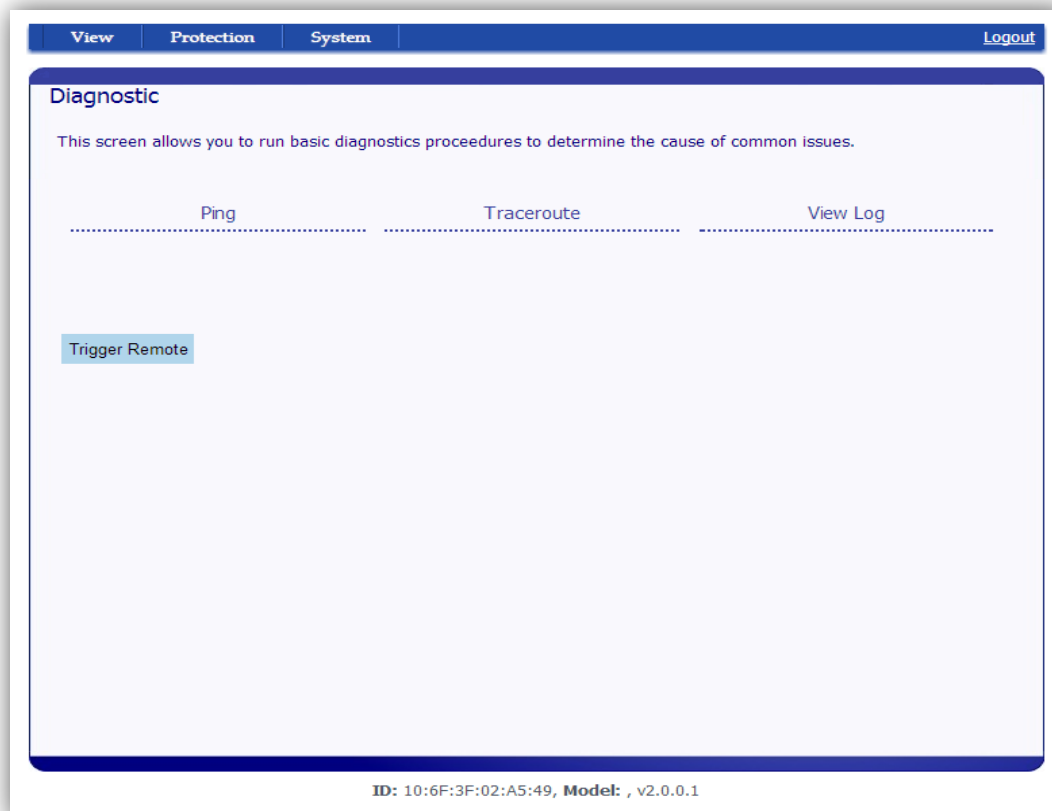 View Protection System Logout
Diagnostic
This screen allows you to run basic diagnostics proceedures to determine the cause of common issues.
Ping Traceroute View Log
Trigger Remote
ID: 10:6F:3F:02:A5:49, Model: , v2.0.0.1